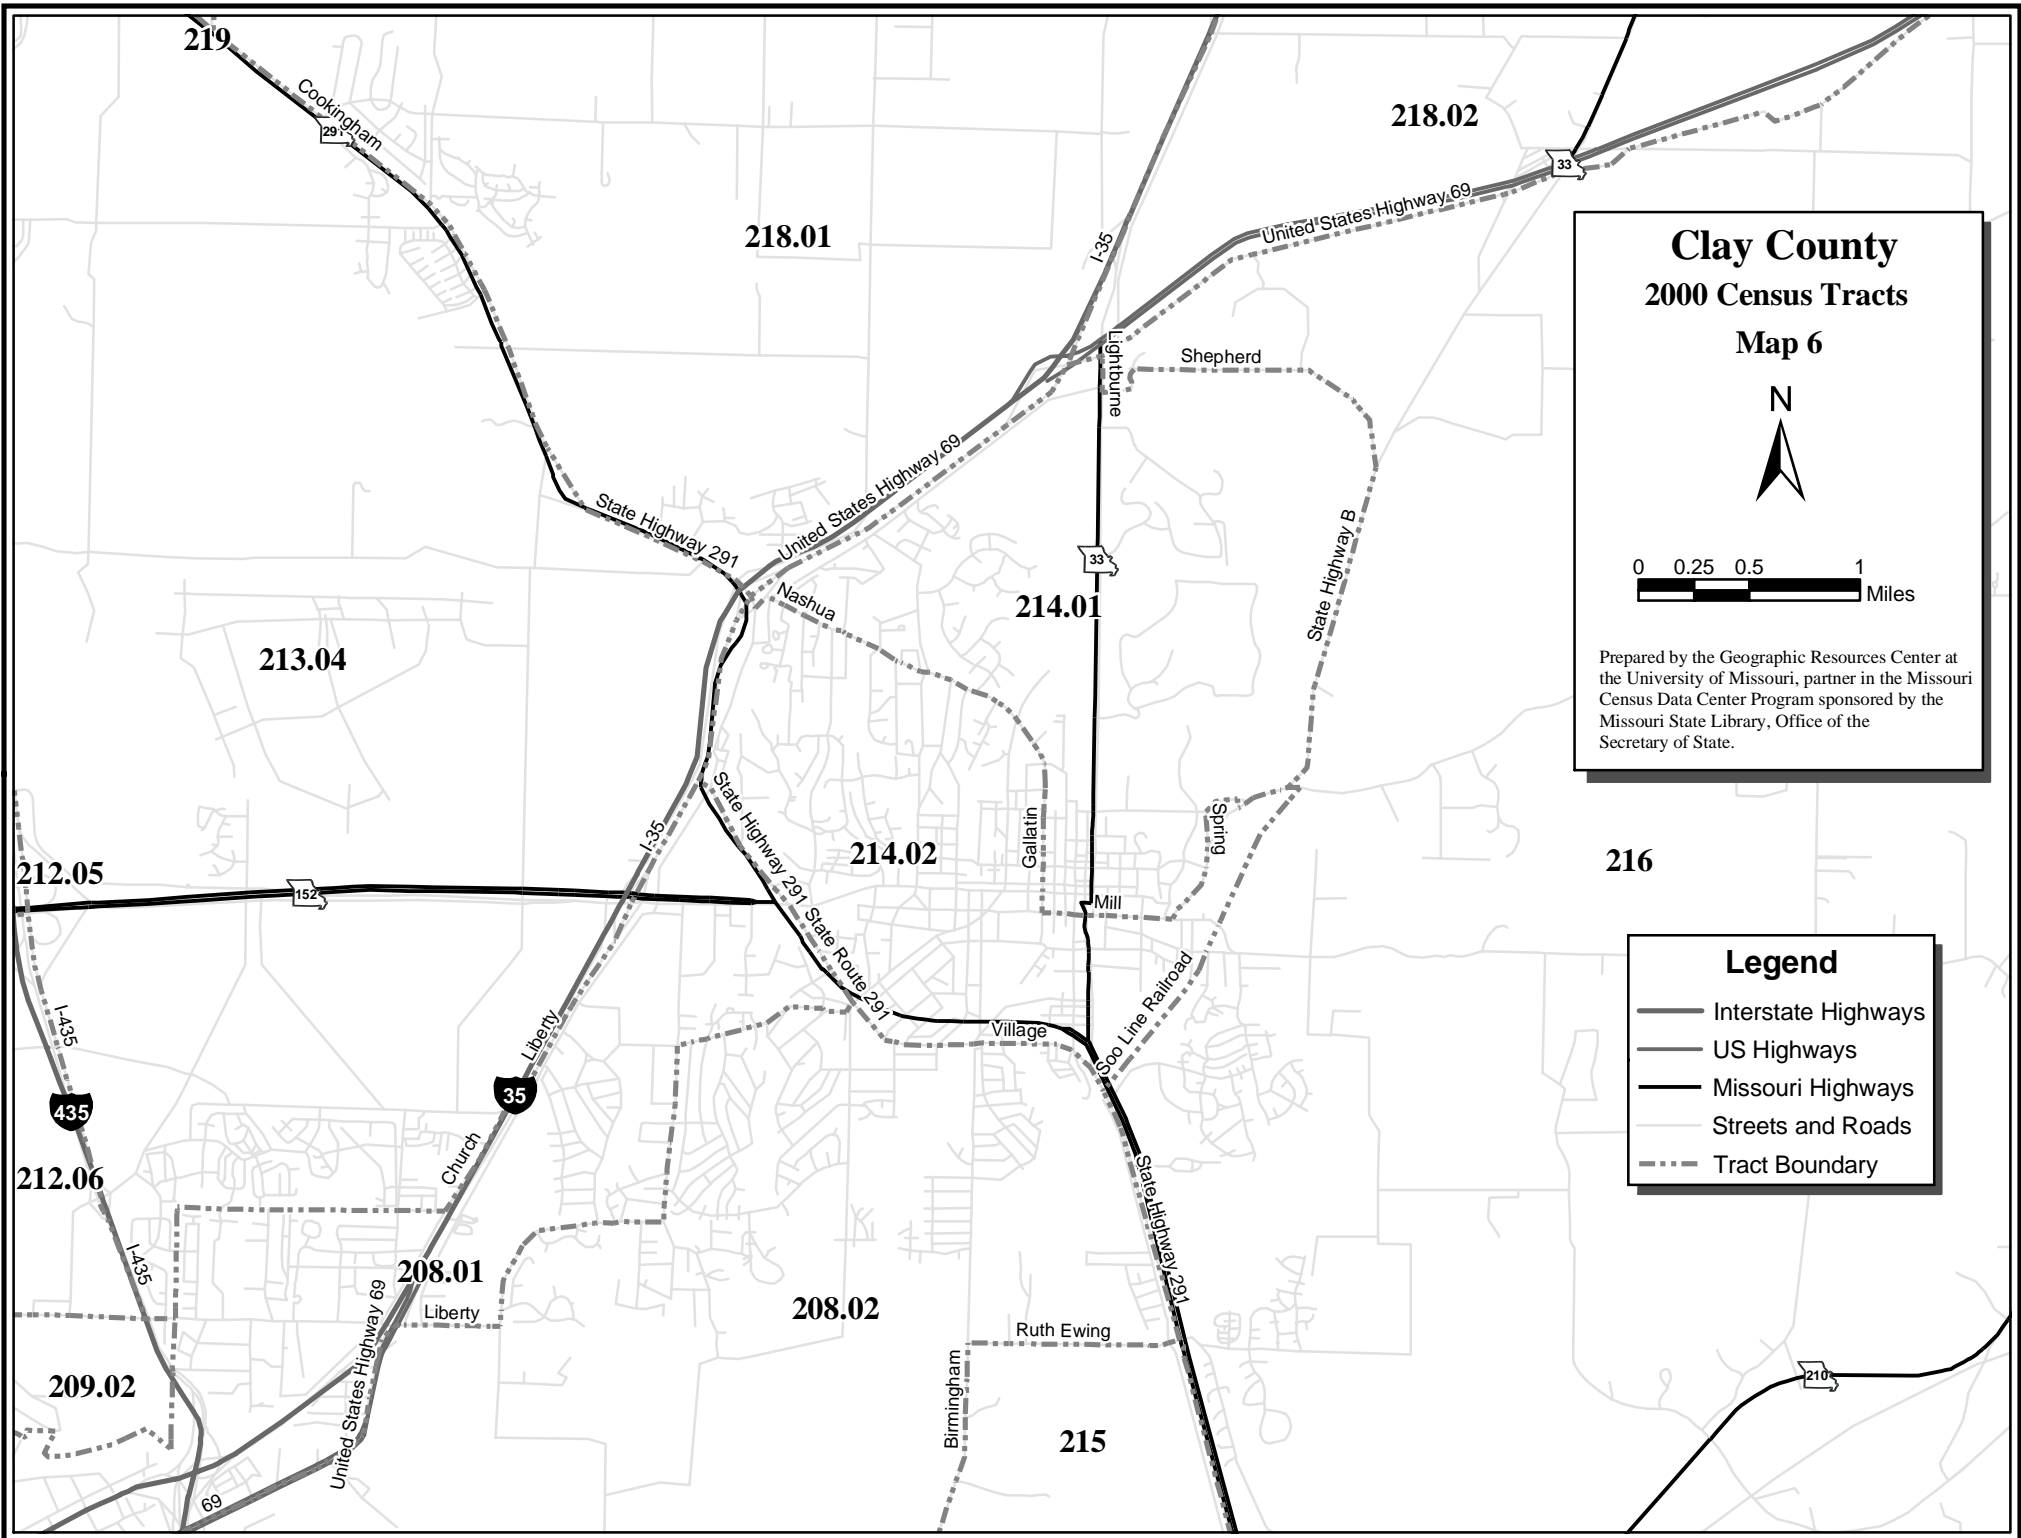 219
Cookingham
291
218.02
33
218.01
I-35
United States Highway 69
Clay County
2000 Census Tracts
Map 6
N
0 0.25 0.5 1
Miles
Prepared by the Geographic Resources Center at
the University of Missouri, partner in the Missouri
Census Data Center Program sponsored by the
Missouri State Library, Office of the
Secretary of State.
Lightburne
Shepherd
United States Highway 69
State Highway 291
State Highway B
33
Nashua
214.01
213.04
State Highway 291
I-35
Gallatin
Spring
214.02
216
212.05
152
Mill
State Route 291
Soo Line Railroad
Village
I-435
Liberty
Legend
Interstate Highways
US Highways
Missouri Highways
Streets and Roads
Tract Boundary
435
35
Church
212.06
State Highway 291
I-435
208.01
Liberty
208.02
Ruth Ewing
United States Highway 69
209.02
Birmingham
215
210
69